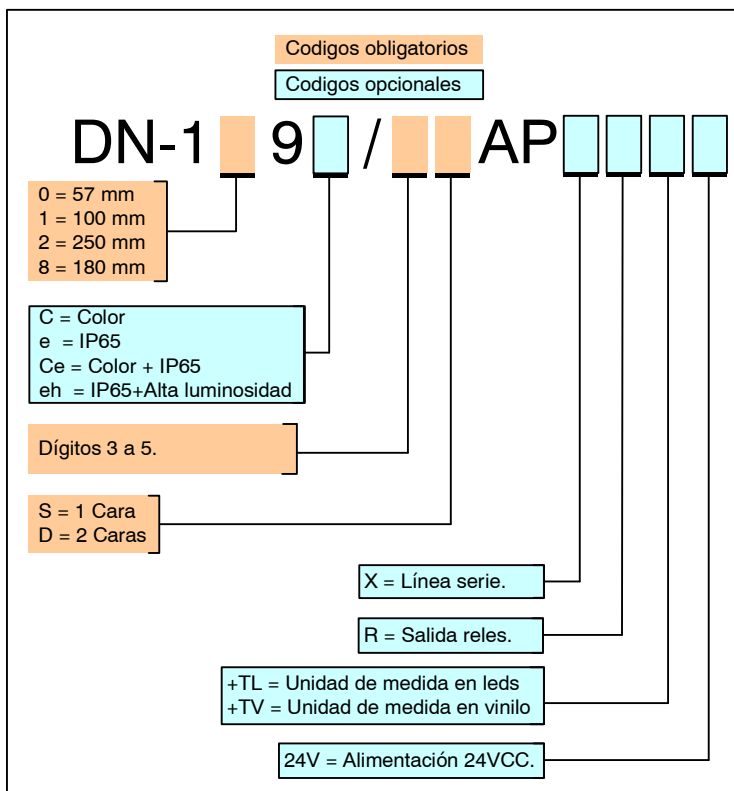 Codigos obligatorios
Codigos opcionales
DN-1 9 / AP
0 = 57 mm
1 = 100 mm
2 = 250 mm
8 = 180 mm
C = Color
e = IP65
Ce = Color + IP65
eh = IP65+Alta luminosidad
Dígitos 3 a 5.
S = 1 Cara
D = 2 Caras
X = Línea serie.
R = Salida reles.
+TL = Unidad de medida en leds
+TV = Unidad de medida en vinilo
24V = Alimentación 24VCC.